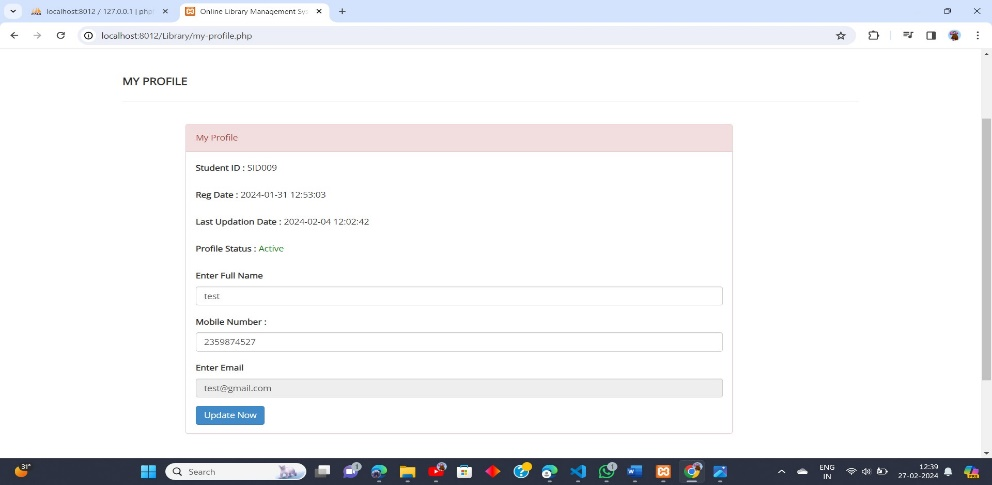 localhost:8012 / 127.0.0.1 | php
Online Library Management Sys
localhost:8012/Library/my-profile.php
MY PROFILE
My Profile
Student ID : SID009
Reg Date : 2024-01-31 12:53:03
Last Updation Date : 2024-02-04 12:02:42
Profile Status : Active
Enter Full Name
test
Mobile Number :
2359874527
Enter Email
test@gmail.com
Update Now
31°
Search
ENG
IN
12:39
27-02-2024